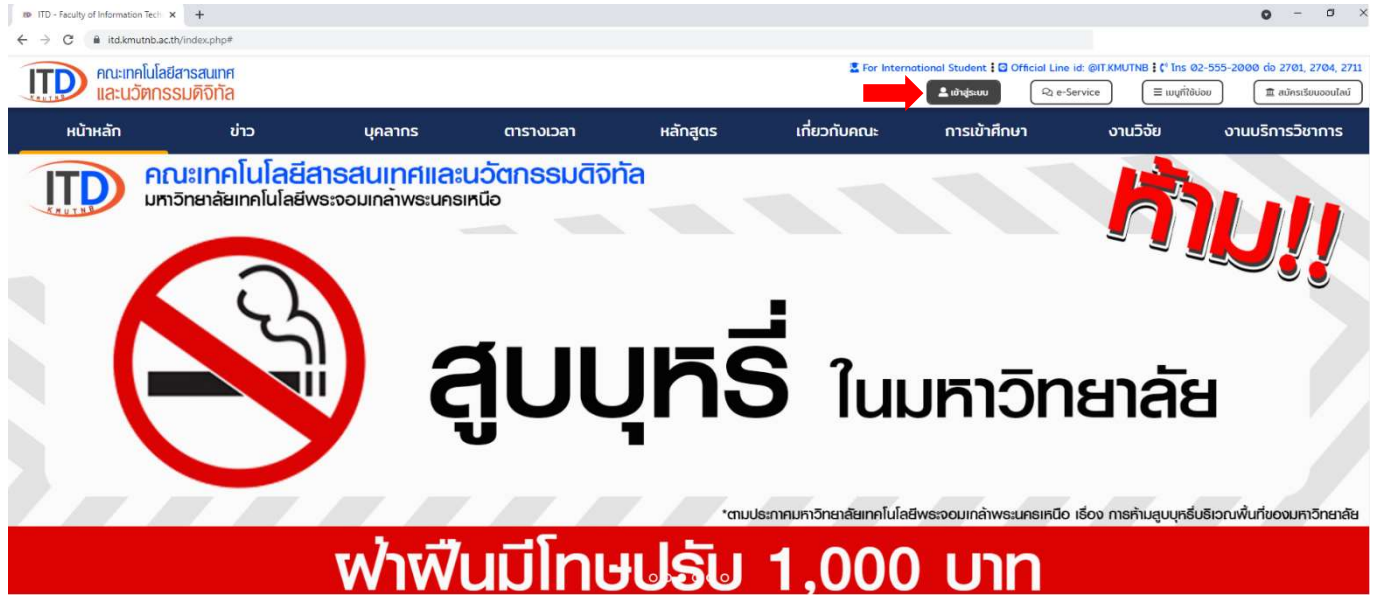 ITD - Faculty of Information Tech
itd.kmutnb.ac.th/index.php#
ITD
KMUTNB
คณะเทคโนโลยีสารสนเทศ
และนวัตกรรมดิจิทัล
For International Student Official Line id: @IT.KMUTNB โทร 02-555-2000 ต่อ 2701, 2704, 2711
เข้าสู่ระบบ e-Service เมนูที่ใช้บ่อย สมัครเรียนออนไลน์
หน้าหลัก ข่าว บุคลากร ตารางเวลา หลักสูตร เกี่ยวกับคณะ การเข้าศึกษา งานวิจัย งานบริการวิชาการ
ITD
KMUTNB
คณะเทคโนโลยีสารสนเทศและนวัตกรรมดิจิทัล
มหาวิทยาลัยเทคโนโลยีพระจอมเกล้าพระนครเหนือ
ห้าม!!
สูบบุหรี่ ในมหาวิทยาลัย
*ตามประกาศมหาวิทยาลัยเทคโนโลยีพระจอมเกล้าพระนครเหนือ เรื่อง การห้ามสูบบุหรี่บริเวณพื้นที่ของมหาวิทยาลัย
ฝ่าฝืนมีโทษปรับ 1,000 บาท